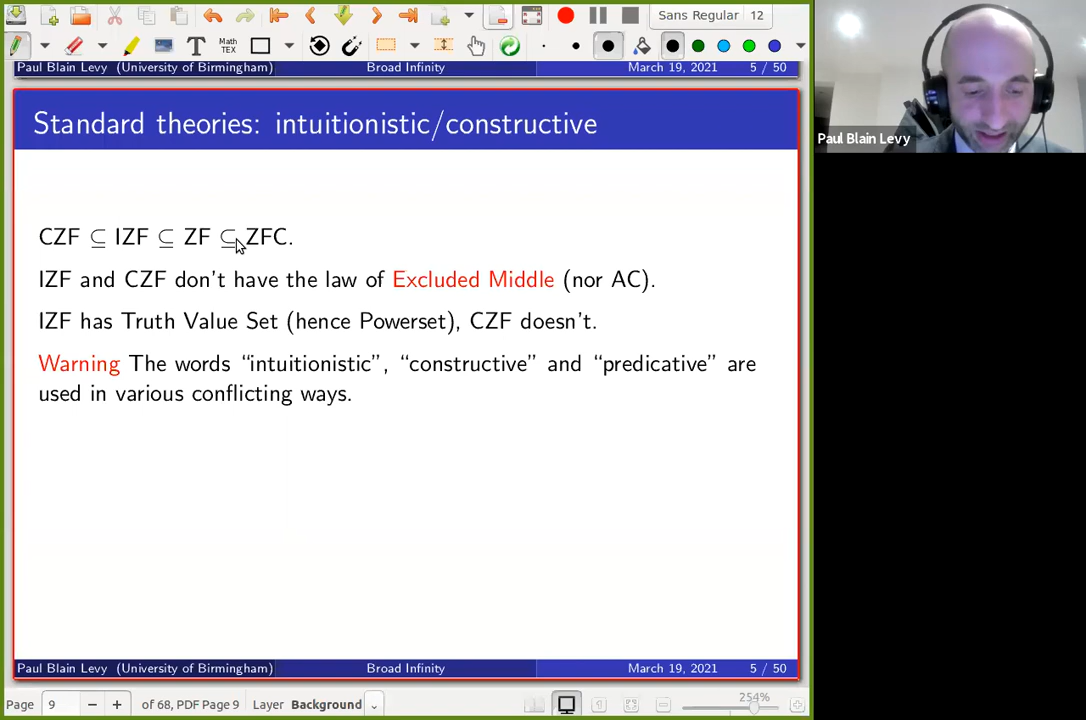 Sans Regular 12
Math
TEX
Paul Blain Levy (University of Birmingham) Broad Infinity March 19, 2021 5 / 50
Standard theories: intuitionistic/constructive
Paul Blain Levy
CZF ⊆ IZF ⊆ ZF ⊆ ZFC.
IZF and CZF don't have the law of Excluded Middle (nor AC).
IZF has Truth Value Set (hence Powerset), CZF doesn't.
Warning The words “intuitionistic”, “constructive” and “predicative” are
used in various conflicting ways.
Paul Blain Levy (University of Birmingham) Broad Infinity March 19, 2021 5 / 50
Page 9 of 68, PDF Page 9 Layer Background 254%